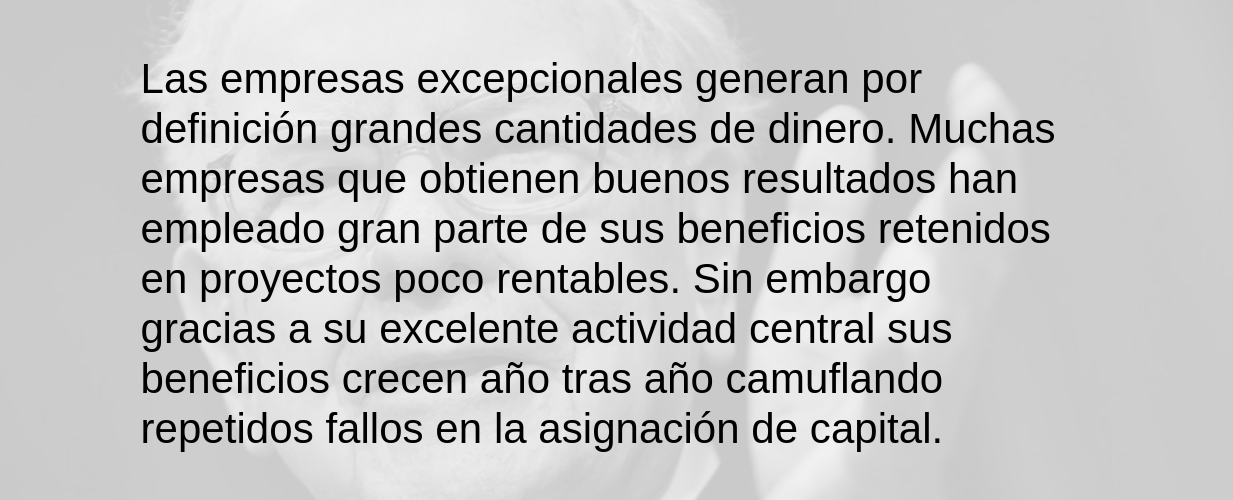 Las empresas excepcionales generan por
definición grandes cantidades de dinero. Muchas
empresas que obtienen buenos resultados han
empleado gran parte de sus beneficios retenidos
en proyectos poco rentables. Sin embargo
gracias a su excelente actividad central sus
beneficios crecen año tras año camuflando
repetidos fallos en la asignación de capital.